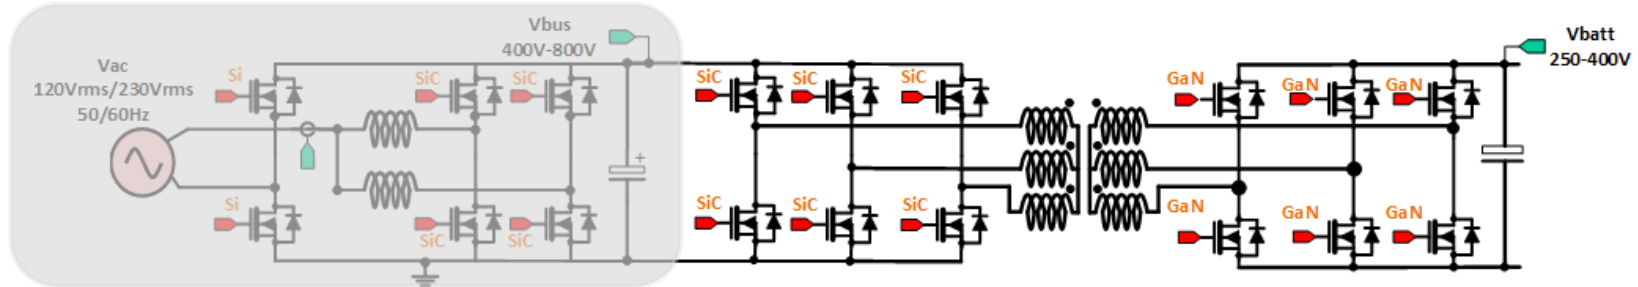 Vac
120Vrms/230Vrms
50/60Hz
Si
Si
SiC
SiC
SiC
SiC
Vbus
400V-800V
+
SiC
SiC
SiC
SiC
SiC
SiC
GaN
GaN
GaN
GaN
GaN
GaN
Vbatt
250-400V